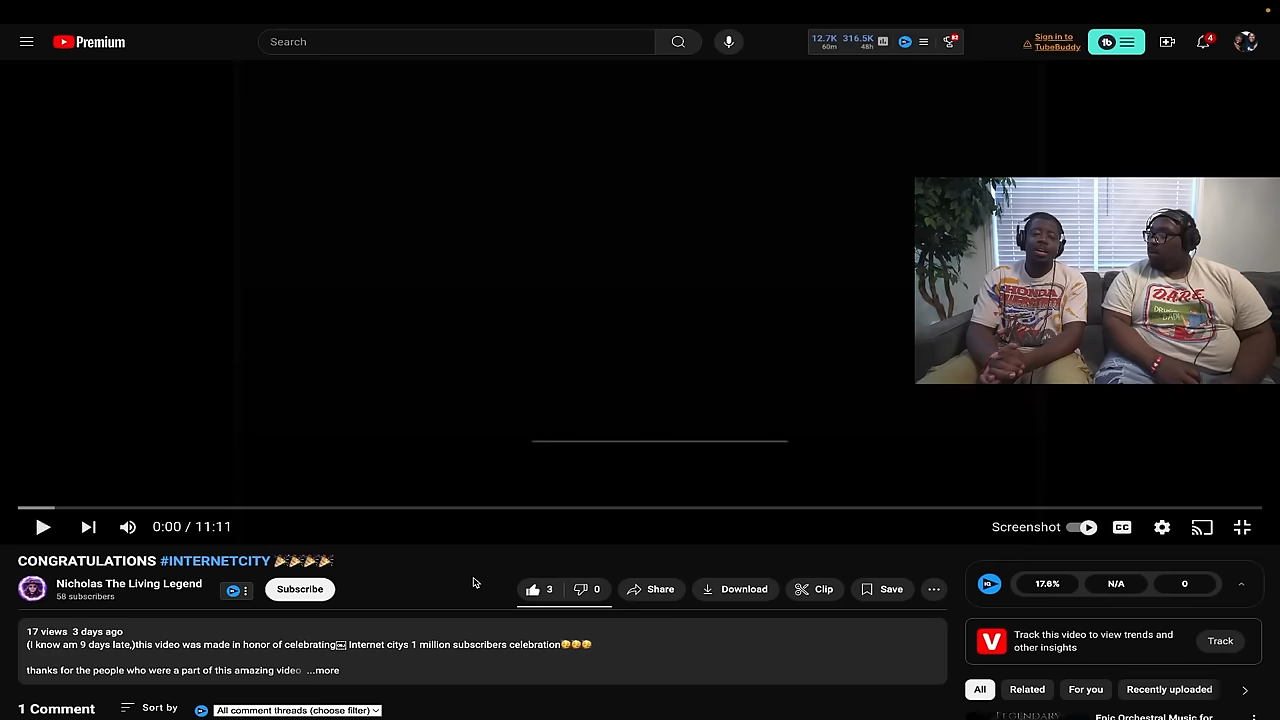 Premium
Search
12.7K 316.5K
60m 48h
Sign in to
TubeBuddy
tb
4
HONDA
D.A.R.E.
0:00 / 11:11
Screenshot
CC
CONGRATULATIONS #INTERNETCITY 🎉🎉🎉🎉
Nicholas The Living Legend
58 subscribers
Subscribe
3
0
Share
Download
Clip
Save
17.6%
N/A
0
17 views 3 days ago
(I know am 9 days late,)this video was made in honor of celebrating￼ Internet citys 1 million subscribers celebration🥳🥳🥳
thanks for the people who were a part of this amazing video ...more
Track this video to view trends and
other insights
Track
All
Related
For you
Recently uploaded
1 Comment
Sort by
All comment threads (choose filter)
LEGENDARY
Epic Orchestral Music for